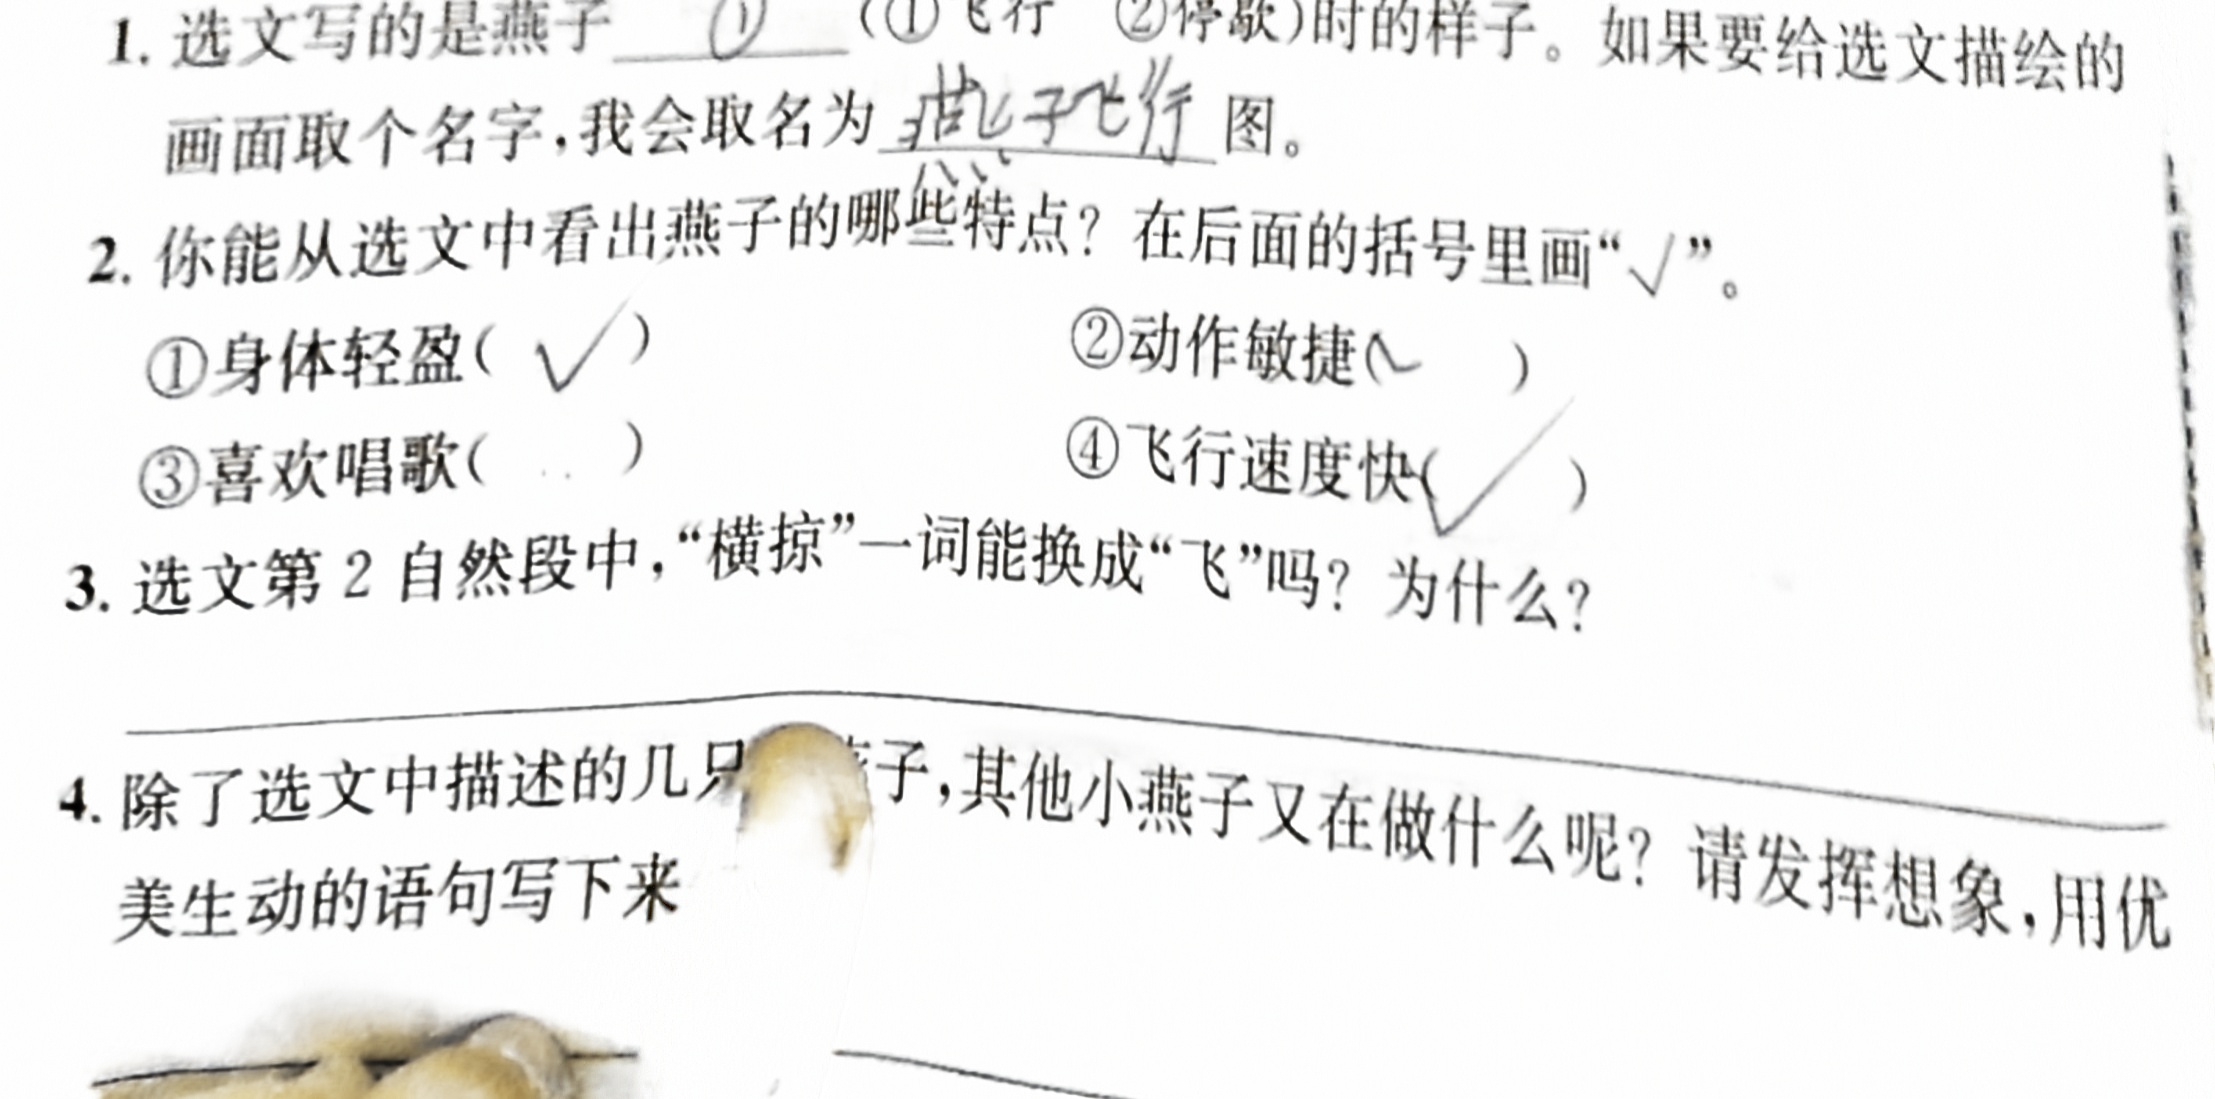 1. 选文写的是燕子 ① (①飞行 ②停歇)时的样子。如果要给选文描绘的
画面取个名字,我会取名为 燕子飞行 图。
2. 你能从选文中看出燕子的哪些特点？在后面的括号里画“√”。
①身体轻盈( √ ) ②动作敏捷( )
③喜欢唱歌( ) ④飞行速度快( √ )
3. 选文第 2 自然段中,“横掠”一词能换成“飞”吗？为什么？
4. 除了选文中描述的几只 子,其他小燕子又在做什么呢？请发挥想象,用优
美生动的语句写下来